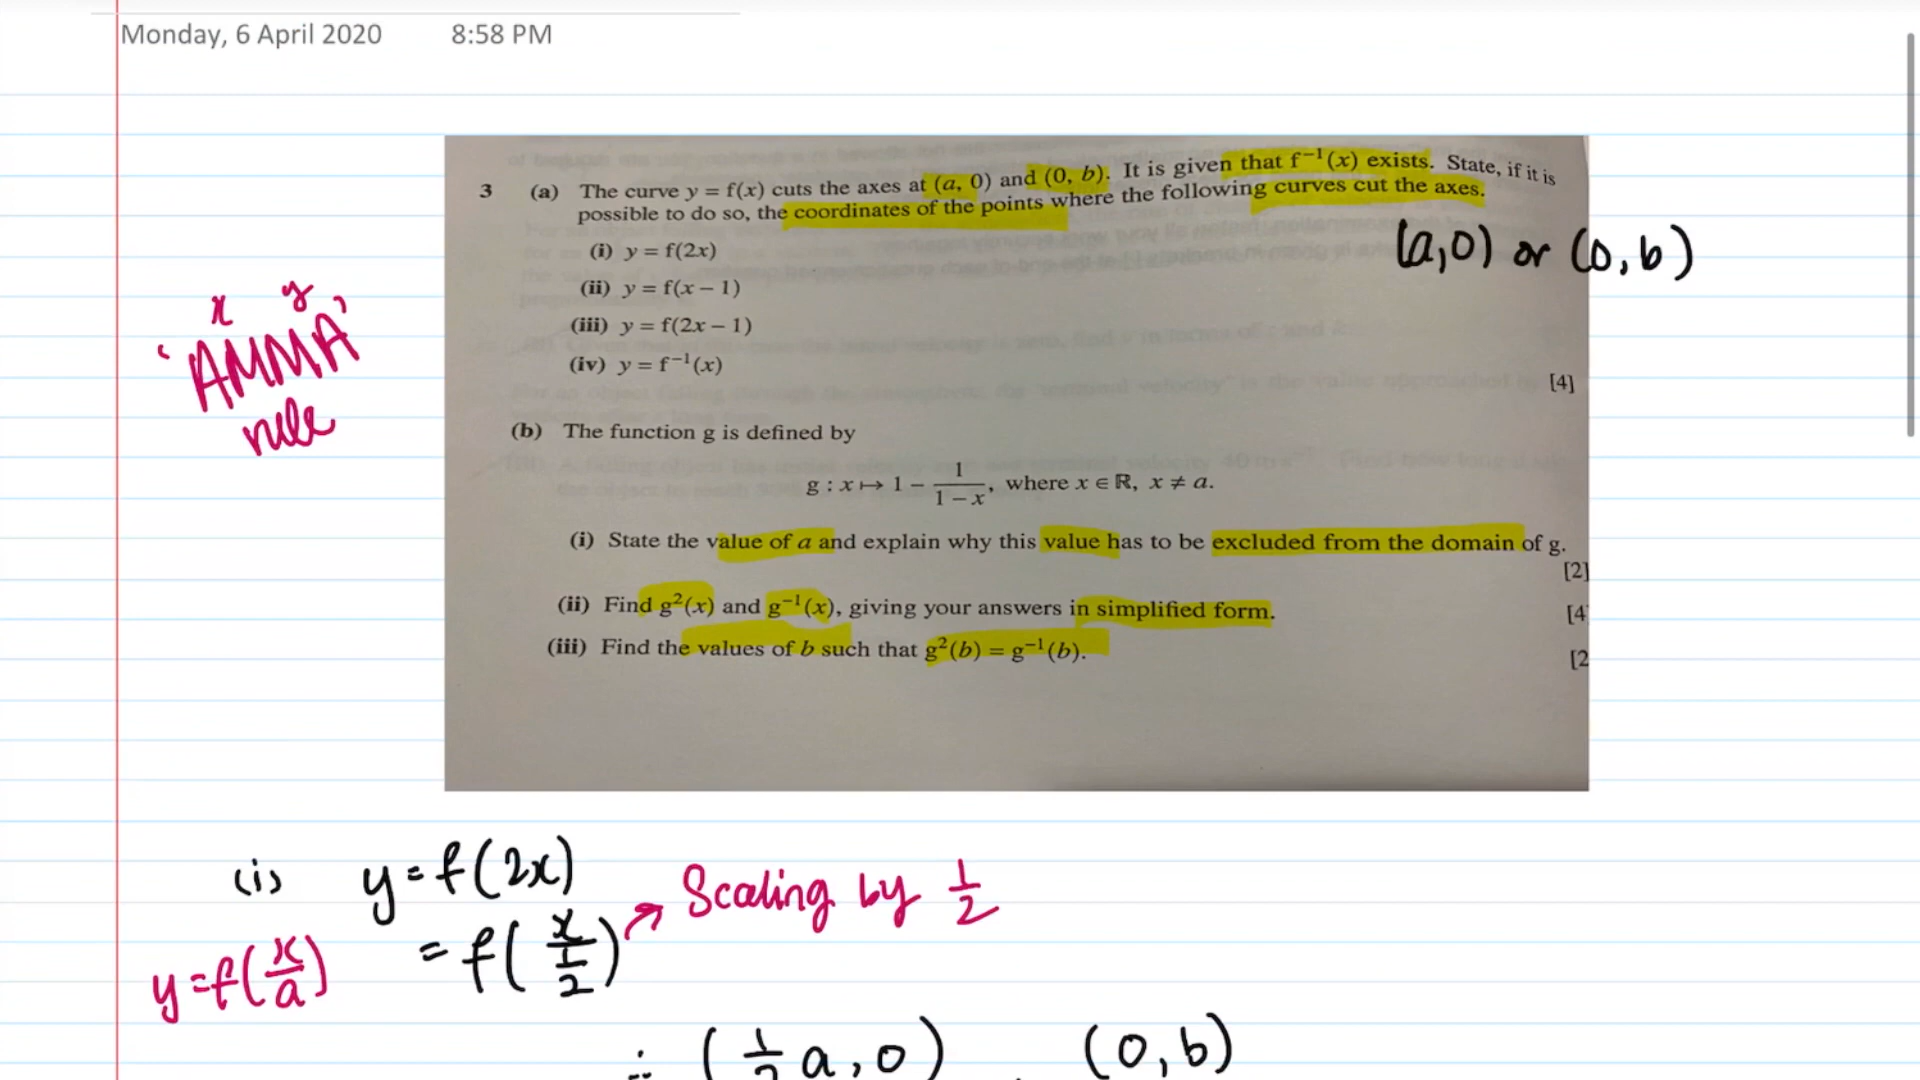 Monday, 6 April 2020 8:58 PM
3 (a) The curve y = f(x) cuts the axes at (a, 0) and (0, b). It is given that f⁻¹(x) exists. State, if it is
possible to do so, the coordinates of the points where the following curves cut the axes.
(a,0) or (0,b)
(i) y = f(2x)
(ii) y = f(x – 1)
(iii) y = f(2x – 1)
(iv) y = f⁻¹(x)
[4]
x y
'AMMA'
rule
(b) The function g is defined by
g : x ↦ 1 – 1/(1 – x), where x ∈ ℝ, x ≠ a.
(i) State the value of a and explain why this value has to be excluded from the domain of g.
[2]
(ii) Find g²(x) and g⁻¹(x), giving your answers in simplified form. [4
(iii) Find the values of b such that g²(b) = g⁻¹(b). [2
(i) y=f(2x)
= f(x/(1/2)) → Scaling by 1/2
y=f(x/a)
∴ (1/2 a, 0) , (0,b)